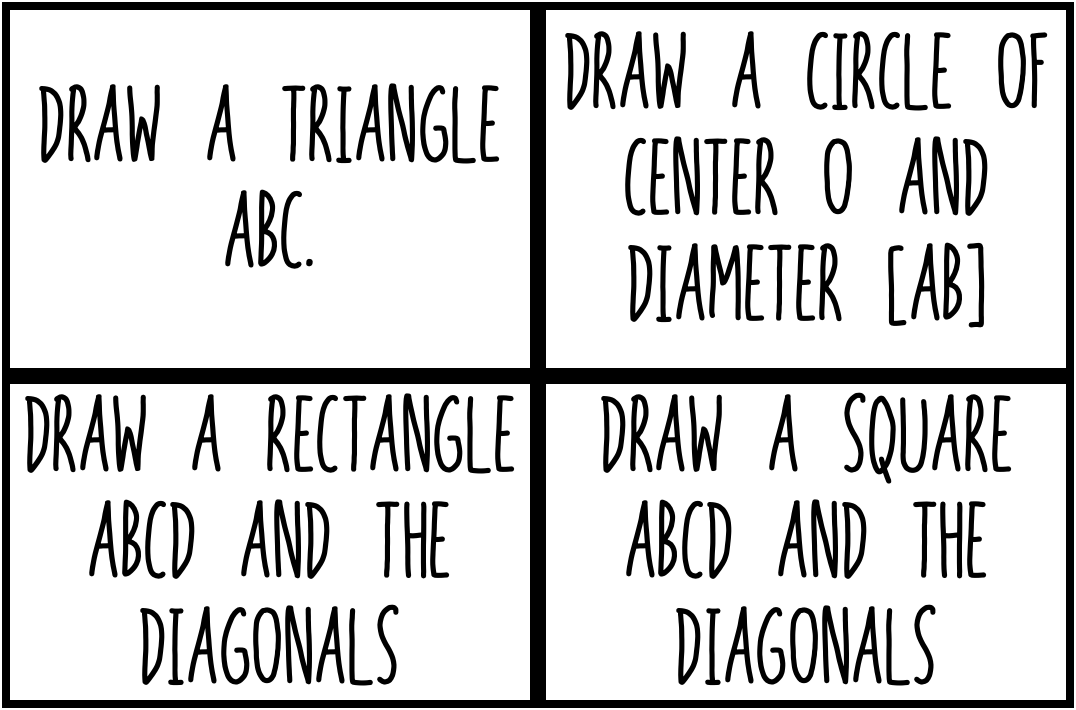 DRAW A TRIANGLE
ABC.
DRAW A CIRCLE OF
CENTER O AND
DIAMETER [AB]
DRAW A RECTANGLE
ABCD AND THE
DIAGONALS
DRAW A SQUARE
ABCD AND THE
DIAGONALS